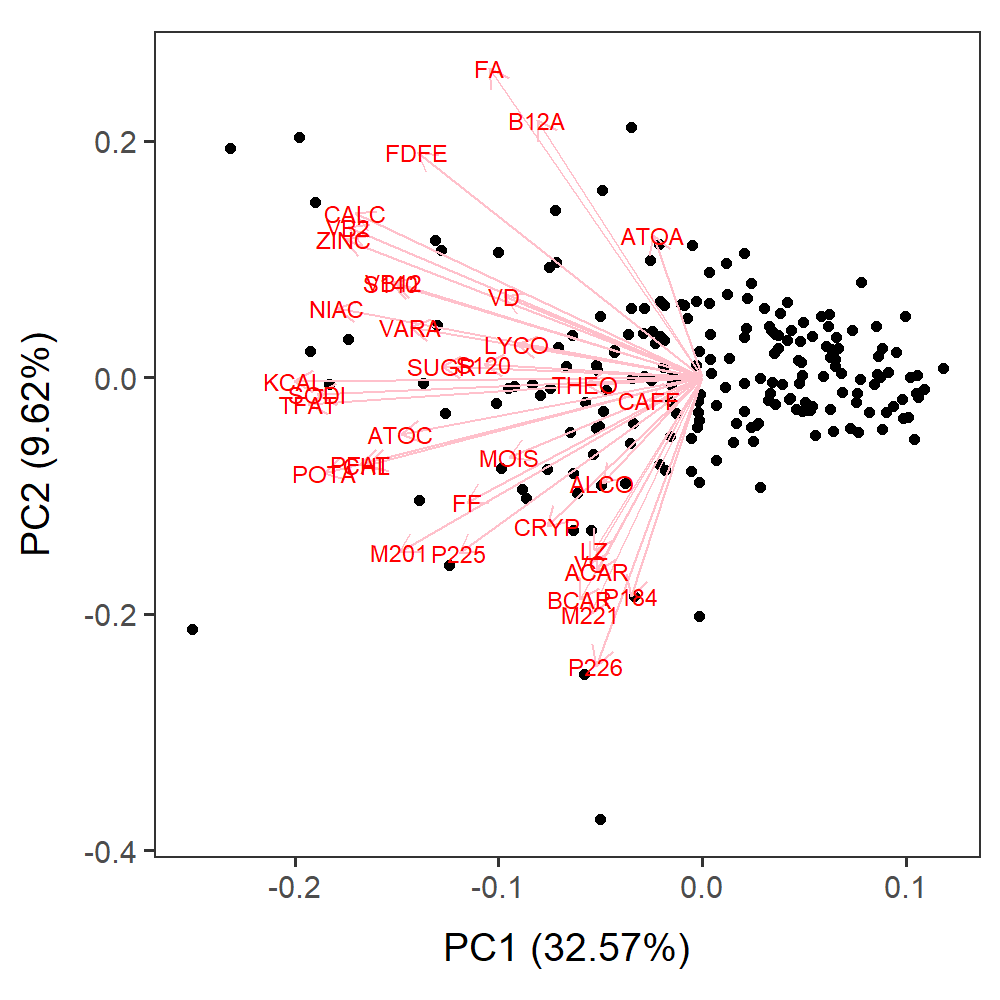 FA
B12A
0.2
FDFE
CALC
VB2
ATOA
ZINC
VB12
VD
NIAC
VARA
LYCO
SUGR
S120
0.0
KCAL
THEO
SODI
CAFF
TFAT
ATOC
MOIS
POTA
ALCO
FF
CRYP
LZ
M201
P225
VC
ACAR
BCAR
P184
-0.2
M221
P226
-0.4
-0.2
-0.1
0.0
0.1
PC1 (32.57%)
PC2 (9.62%)